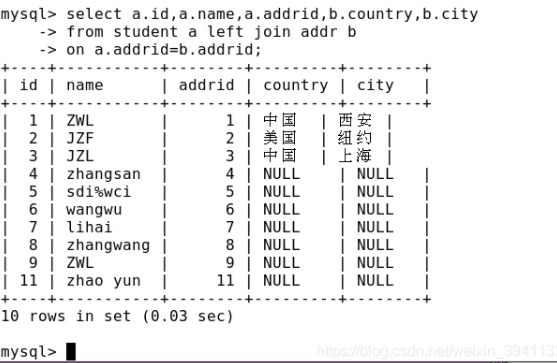 mysql> select a.id,a.name,a.addrid,b.country,b.city
    -> from student a left join addr b
    -> on a.addrid=b.addrid;
+----+-----------+--------+---------+--------+
| id | name      | addrid | country | city   |
+----+-----------+--------+---------+--------+
|  1 | ZWL       |      1 | 中国  | 西安 |
|  2 | JZF       |      2 | 美国  | 纽约 |
|  3 | JZL       |      3 | 中国  | 上海 |
|  4 | zhangsan  |      4 | NULL    | NULL   |
|  5 | sdi%wci   |      5 | NULL    | NULL   |
|  6 | wangwu    |      6 | NULL    | NULL   |
|  7 | lihai     |      7 | NULL    | NULL   |
|  8 | zhangwang |      8 | NULL    | NULL   |
|  9 | ZWL       |      9 | NULL    | NULL   |
| 11 | zhao yun  |     11 | NULL    | NULL   |
+----+-----------+--------+---------+--------+
10 rows in set (0.03 sec)
mysql>
https://blog.csdn.net/weixin_394113